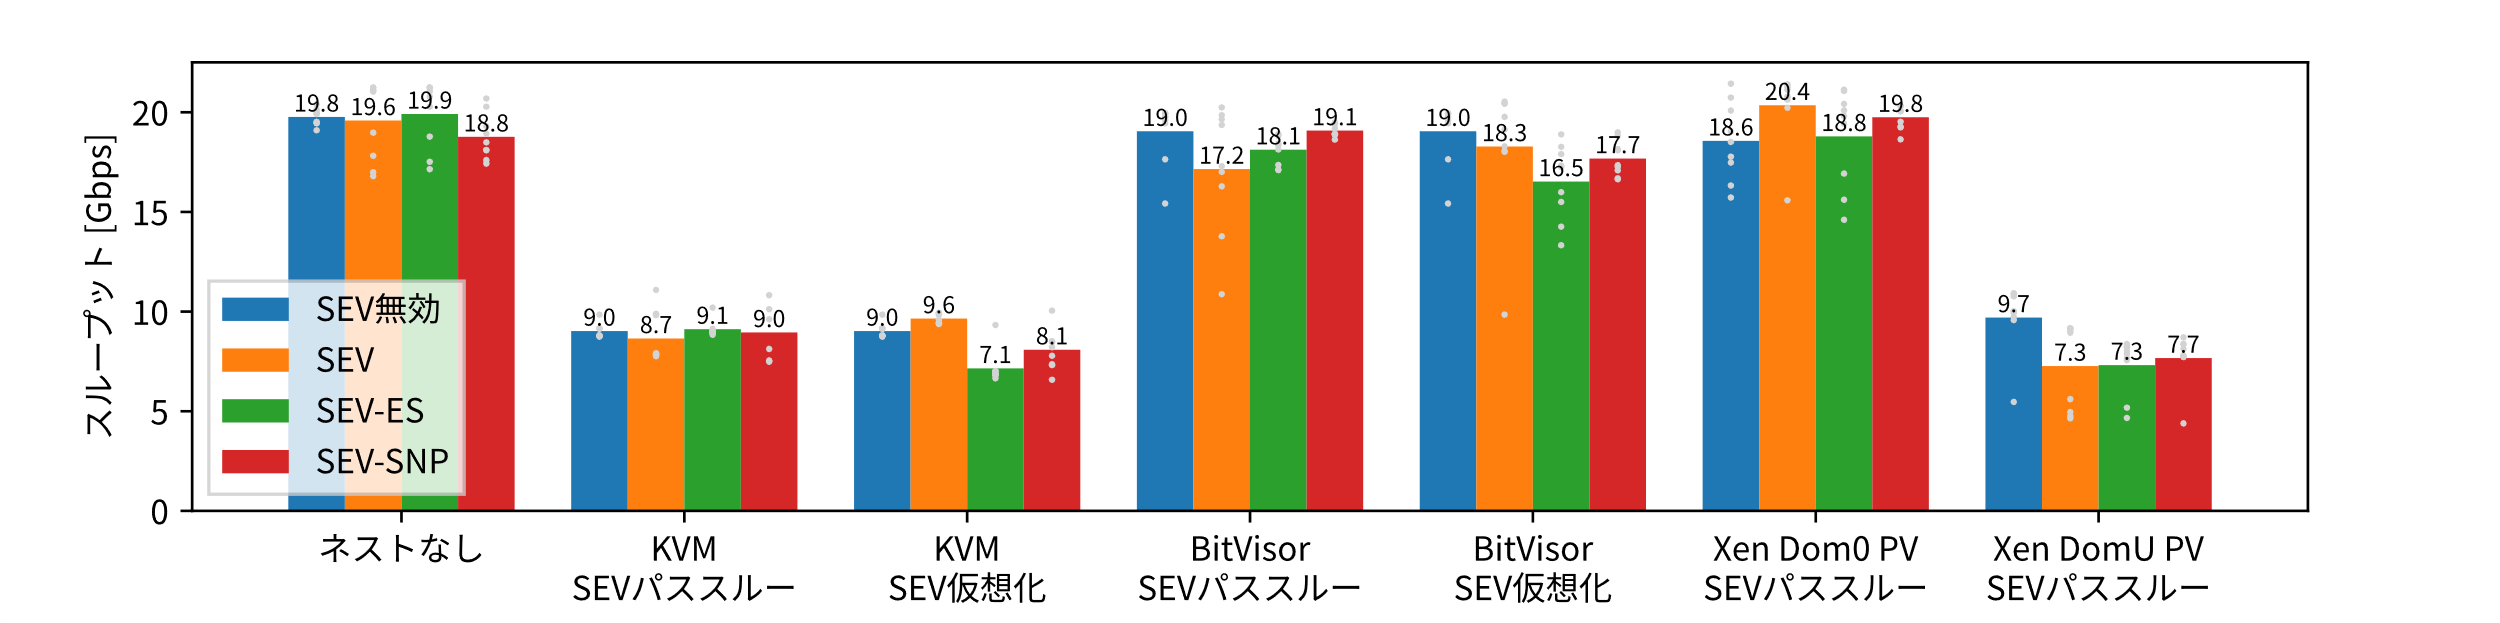 スループット [Gbps]
20
15
10
5
0
19.8 19.6 19.9 18.8
9.0 8.7 9.1 9.0
9.0 9.6 7.1 8.1
19.0 17.2 18.1 19.1
19.0 18.3 16.5 17.7
18.6 20.4 18.8 19.8
9.7 7.3 7.3 7.7
SEV無効
SEV
SEV-ES
SEV-SNP
ネストなし
KVM
SEVパススルー
KVM
SEV仮想化
BitVisor
SEVパススルー
BitVisor
SEV仮想化
Xen Dom0 PV
SEVパススルー
Xen DomU PV
SEVパススルー